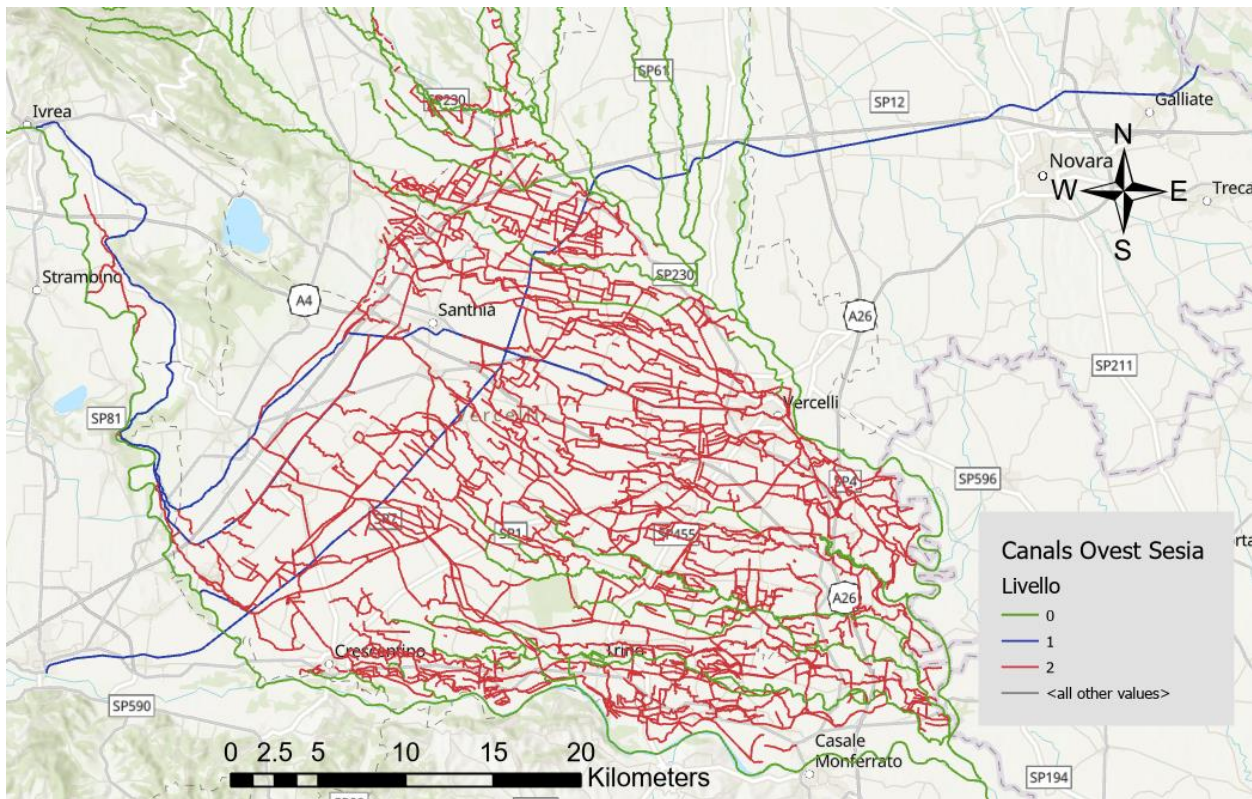 SP61
SP230
SP12
Ivrea
Galliate
N
Novara
W
E
Treca
S
SP230
Strambino
A4
Santhià
A26
SP211
SP81
Vercelli
SP4
SP596
SP1
SP455
Canals Ovest Sesia
Livello
0
1
2
<all other values>
A26
Crescentino
Trino
SP590
Casale
Monferrato
0 2.5 5 10 15 20
Kilometers
SP194